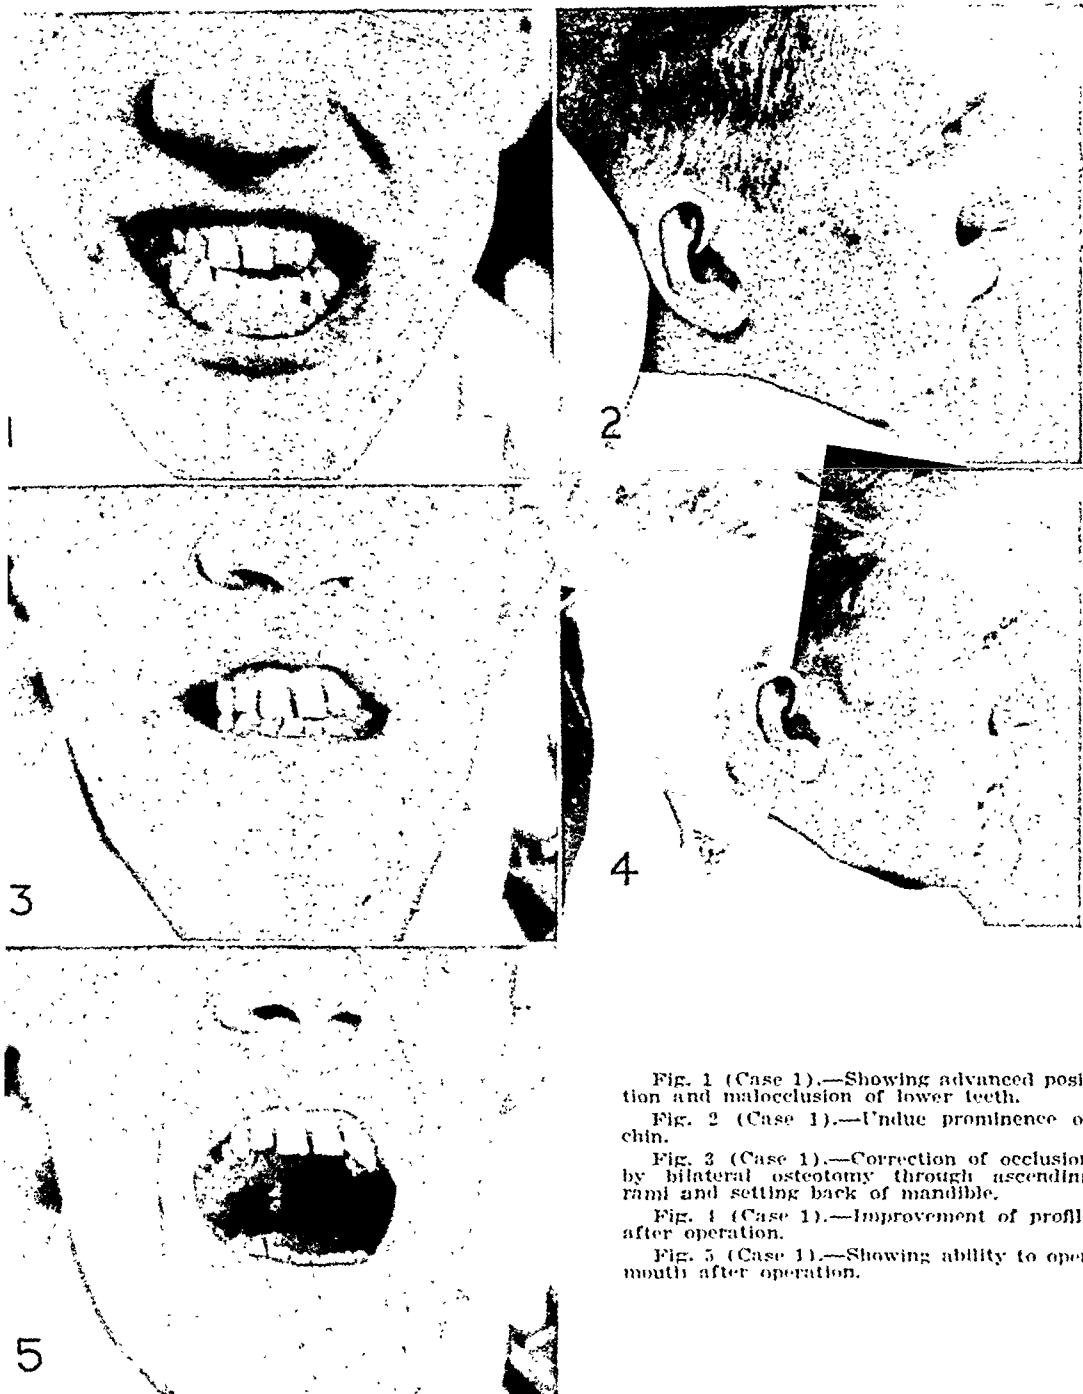 1
2
3
4
5
Fig. 1 (Case 1).—Showing advanced posi
tion and malocclusion of lower teeth.
Fig. 2 (Case 1).—Undue prominence o
chin.
Fig. 3 (Case 1).—Correction of occlusion
by bilateral osteotomy through ascendin
rami and setting back of mandible.
Fig. 4 (Case 1).—Improvement of profil
after operation.
Fig. 5 (Case 1).—Showing ability to ope
mouth after operation.